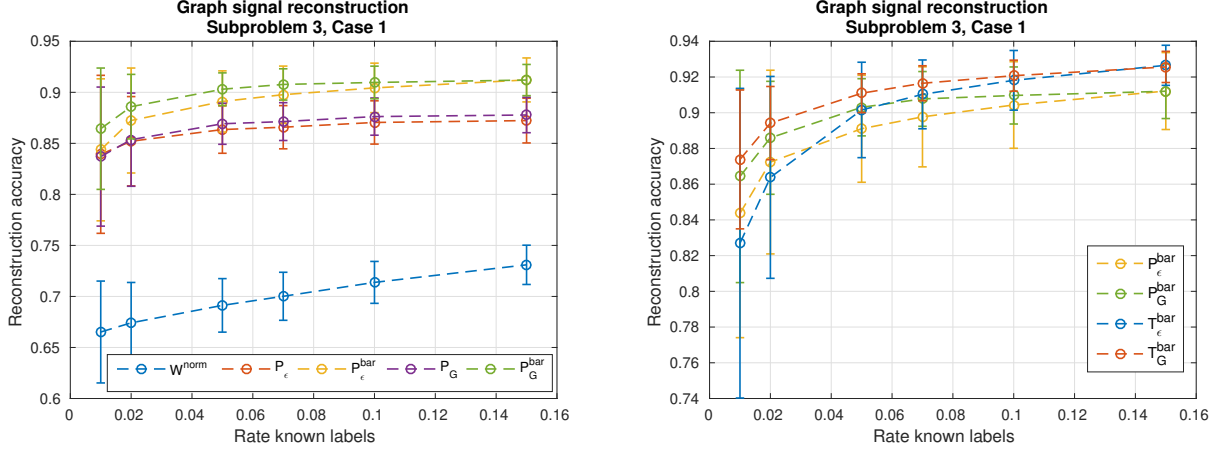 Graph signal reconstruction
Subproblem 3, Case 1
0.95
0.9
0.85
0.8
0.75
0.7
0.65
0.6
Reconstruction accuracy
W^norm P_ϵ P_ϵ^bar P_G P_G^bar
0 0.02 0.04 0.06 0.08 0.1 0.12 0.14 0.16
Rate known labels
Graph signal reconstruction
Subproblem 3, Case 1
0.94
0.92
0.9
0.88
0.86
0.84
0.82
0.8
0.78
0.76
0.74
Reconstruction accuracy
P_ϵ^bar
P_G^bar
T_ϵ^bar
T_G^bar
0 0.02 0.04 0.06 0.08 0.1 0.12 0.14 0.16
Rate known labels